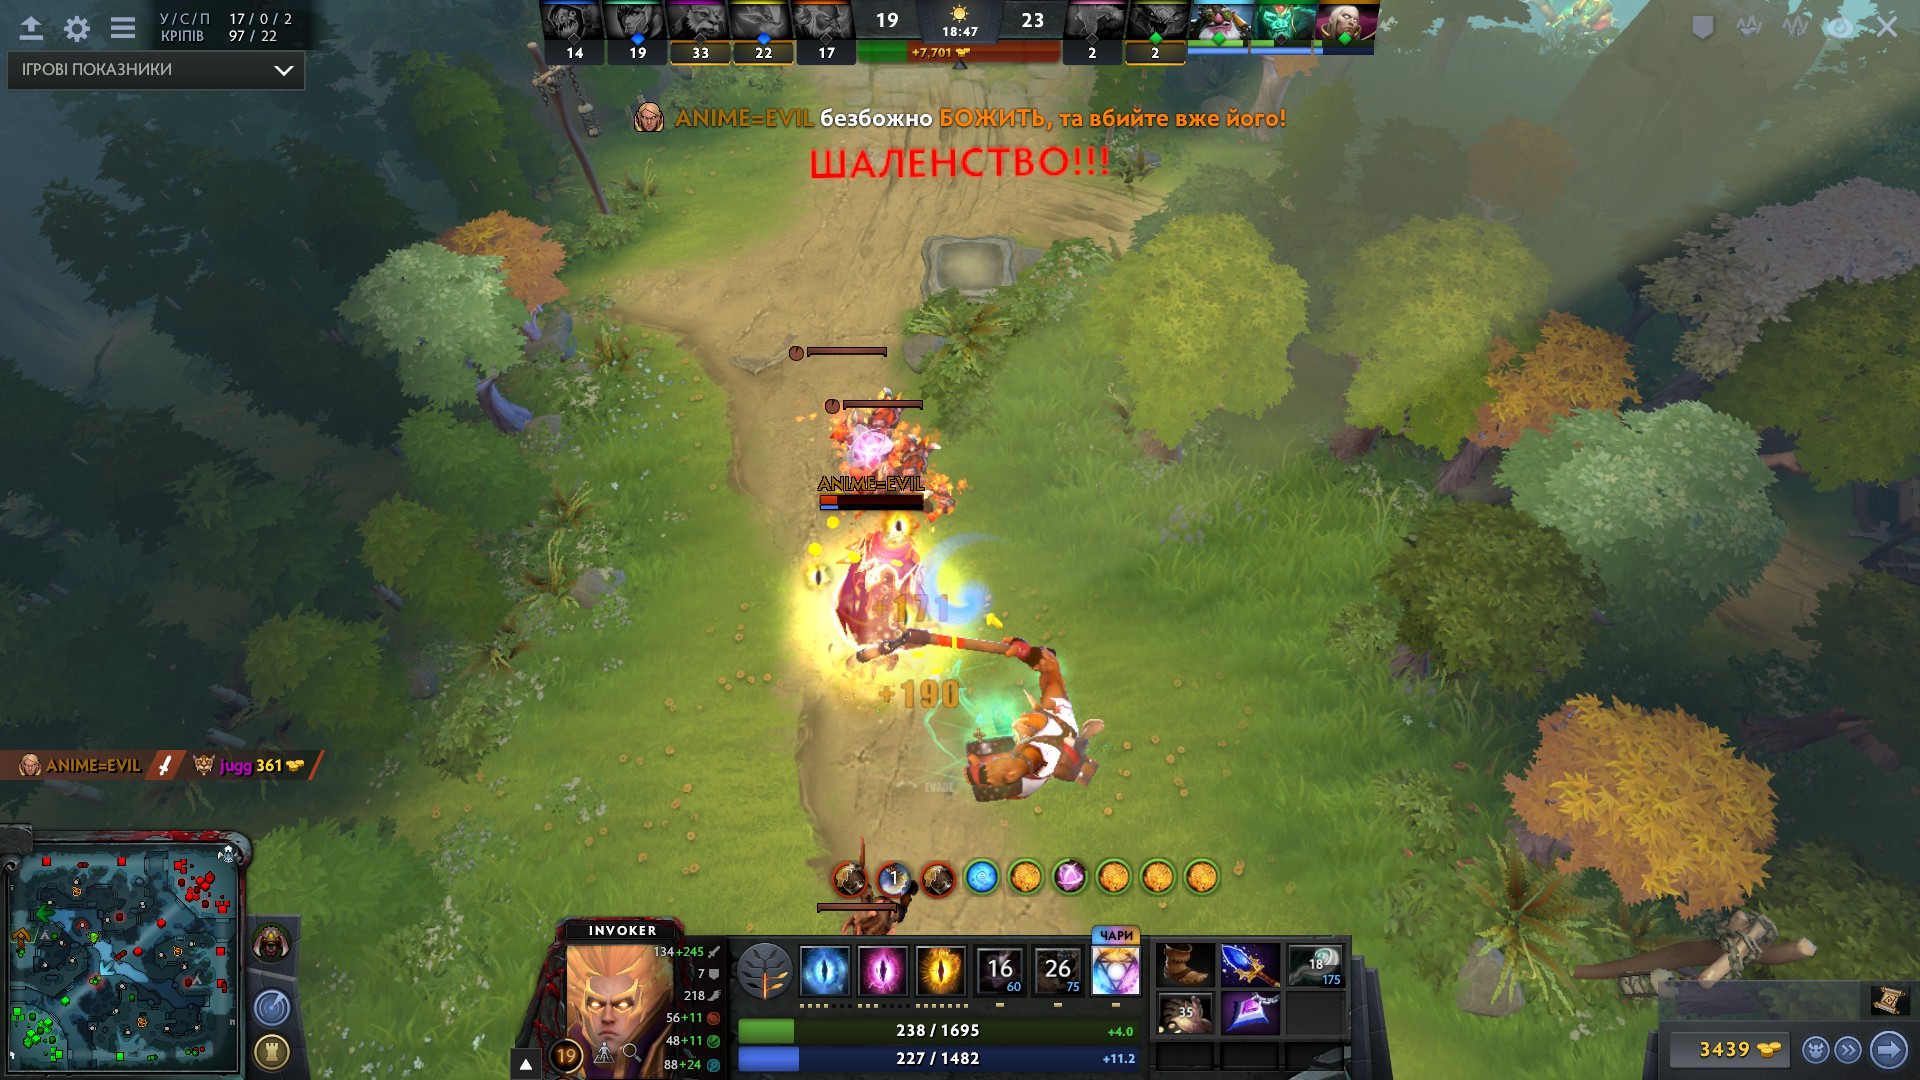 У / С / П 17 / 0 / 2
КРІПІВ 97 / 22
ІГРОВІ ПОКАЗНИКИ
19 18:47 23
14 19 33 22 17 +7,701 2 2
ANIME=EVIL безбожно БОЖИТЬ, та вбийте вже його!
ШАЛЕНСТВО!!!
ANIME=EVIL
+171
+190
EVADE
ANIME=EVIL jugg 361
1
INVOKER
ЧАРИ
134+245
7
218
56+11
48+11
88+24
19
16 60
26 75
18 175
35
238 / 1695 +4.0
227 / 1482 +11.2
3439